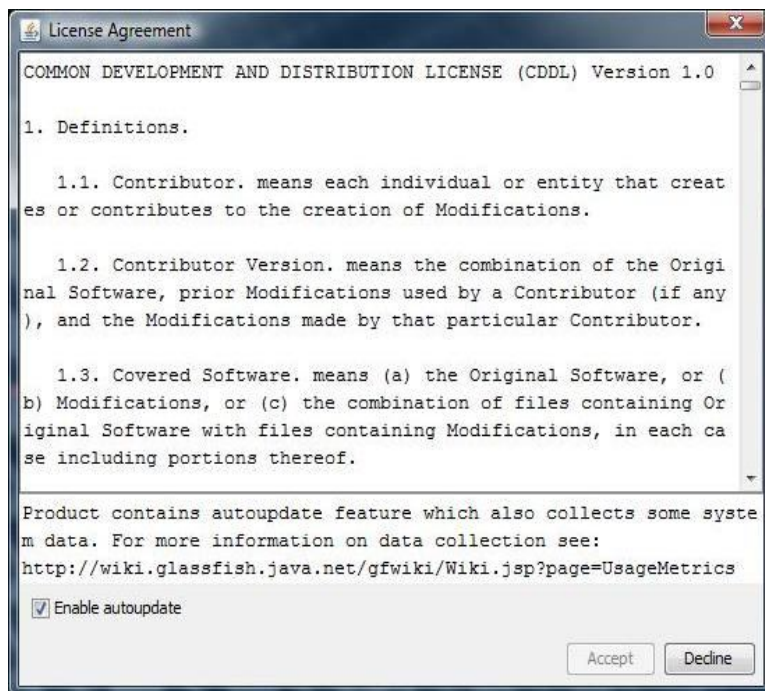 License Agreement
COMMON DEVELOPMENT AND DISTRIBUTION LICENSE (CDDL) Version 1.0
1. Definitions.
1.1. Contributor. means each individual or entity that creat
es or contributes to the creation of Modifications.
1.2. Contributor Version. means the combination of the Origi
nal Software, prior Modifications used by a Contributor (if any
), and the Modifications made by that particular Contributor.
1.3. Covered Software. means (a) the Original Software, or (
b) Modifications, or (c) the combination of files containing Or
iginal Software with files containing Modifications, in each ca
se including portions thereof.
Product contains autoupdate feature which also collects some syste
m data. For more information on data collection see:
http://wiki.glassfish.java.net/gfwiki/Wiki.jsp?page=UsageMetrics
Enable autoupdate
Accept Decline